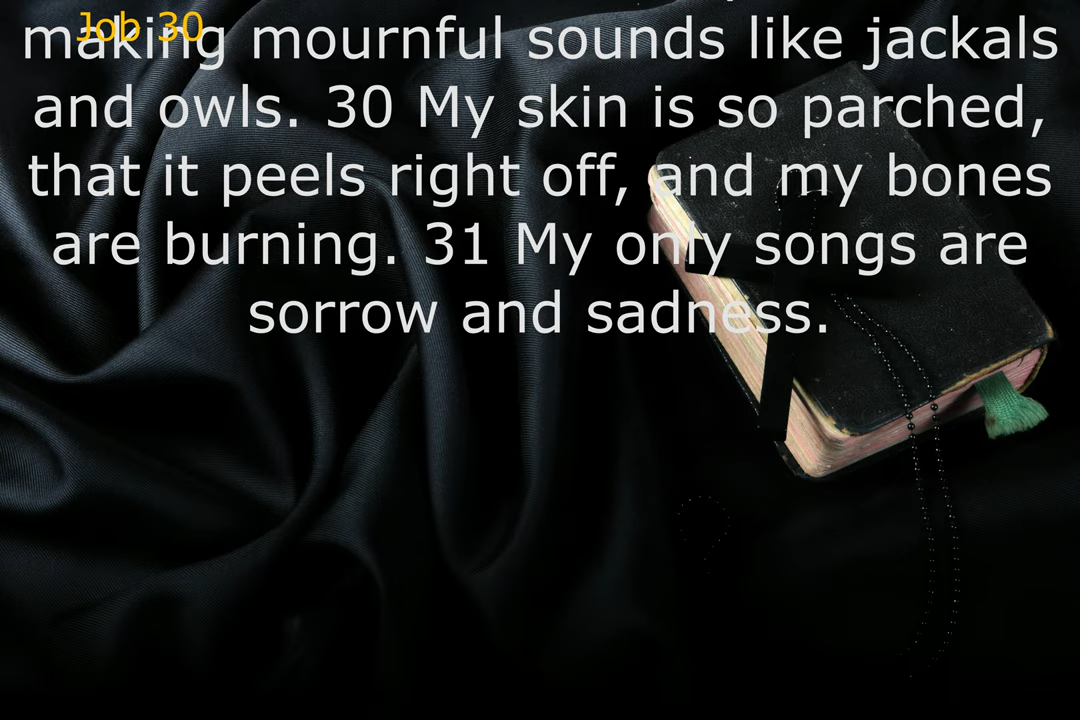 Job 30
making mournful sounds like jackals
and owls. 30 My skin is so parched,
that it peels right off, and my bones
are burning. 31 My only songs are
sorrow and sadness.